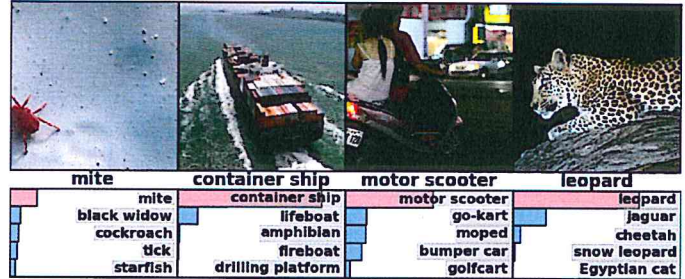 mite
container ship
motor scooter
leopard
mite
black widow
cockroach
tick
starfish
container ship
lifeboat
amphibian
fireboat
drilling platform
motor scooter
go-kart
moped
bumper car
golfcart
leopard
jaguar
cheetah
snow leopard
Egyptian cat